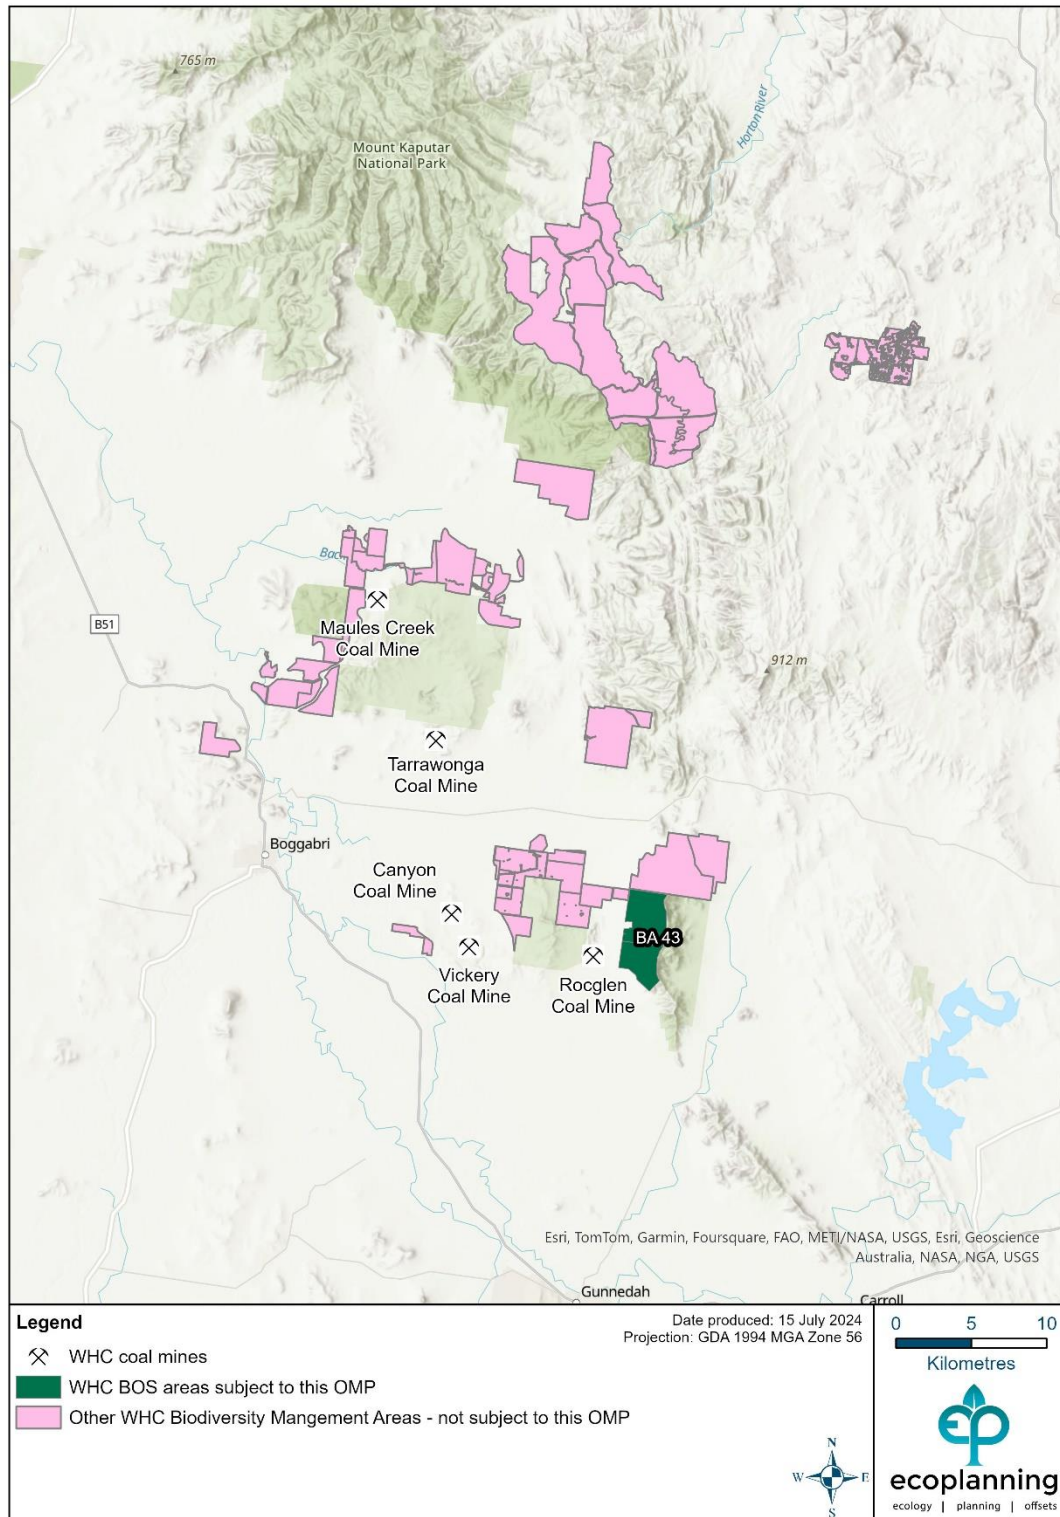 765 m
Mount Kaputar
National Park
Horton River
Bac
B51
Maules Creek
Coal Mine
912 m
Tarrawonga
Coal Mine
Boggabri
Canyon
Coal Mine
BA 43
Vickery
Coal Mine
Rocglen
Coal Mine
Esri, TomTom, Garmin, Foursquare, FAO, METI/NASA, USGS, Esri, Geoscience
Australia, NASA, NGA, USGS
Gunnedah
Carroll
Legend
WHC coal mines
WHC BOS areas subject to this OMP
Other WHC Biodiversity Mangement Areas - not subject to this OMP
Date produced: 15 July 2024
Projection: GDA 1994 MGA Zone 56
N
W E
S
0 5 10
Kilometres
ep
ecoplanning
ecology | planning | offsets